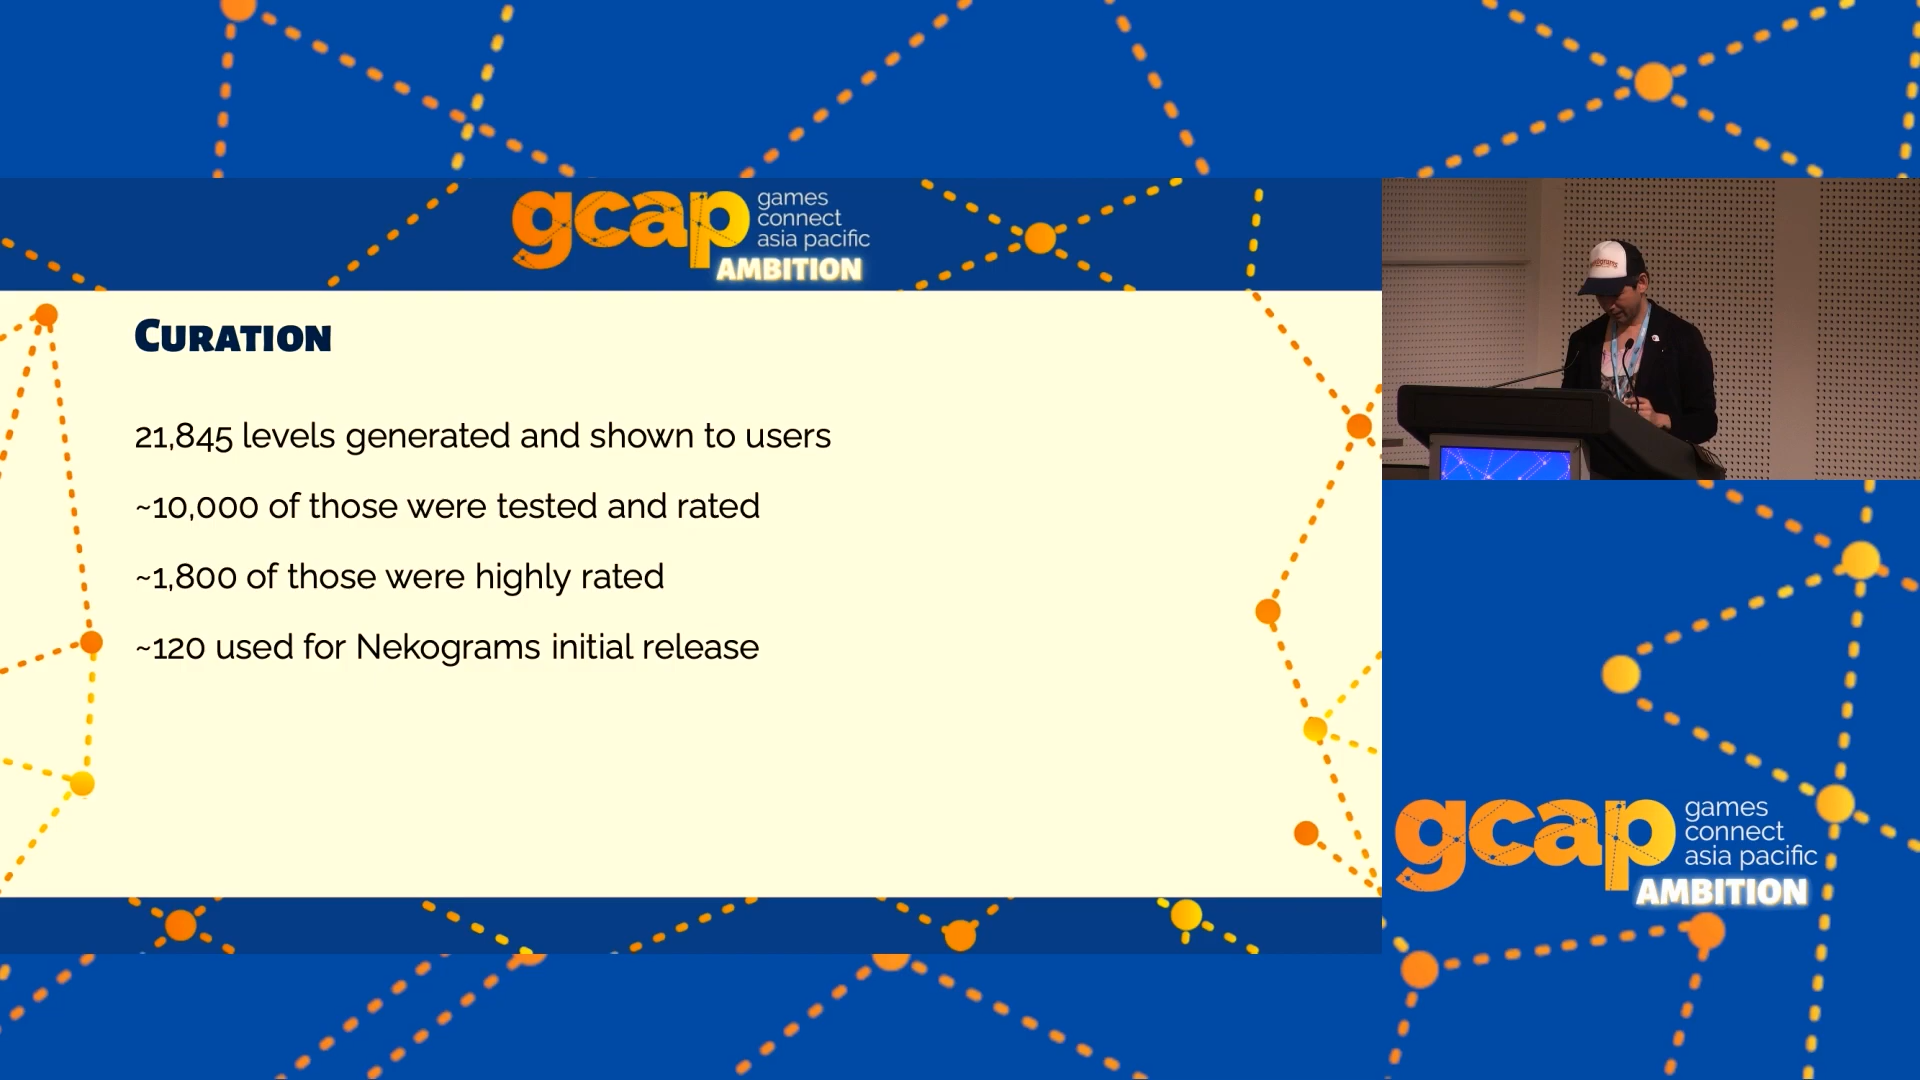 gcap
games
connect
asia pacific
AMBITION
CURATION
21,845 levels generated and shown to users
~10,000 of those were tested and rated
~1,800 of those were highly rated
~120 used for Nekograms initial release
gcap
games
connect
asia pacific
AMBITION